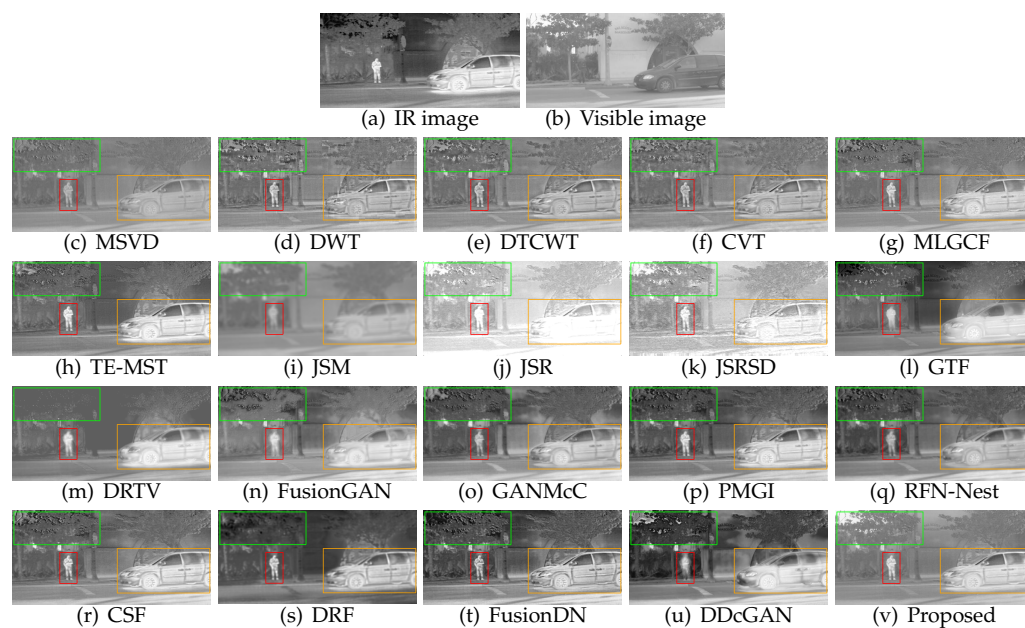 (a) IR image (b) Visible image
(c) MSVD (d) DWT (e) DTCWT (f) CVT (g) MLGCF
(h) TE-MST (i) JSM (j) JSR (k) JSRSD (l) GTF
(m) DRTV (n) FusionGAN (o) GANMcC (p) PMGI (q) RFN-Nest
(r) CSF (s) DRF (t) FusionDN (u) DDcGAN (v) Proposed